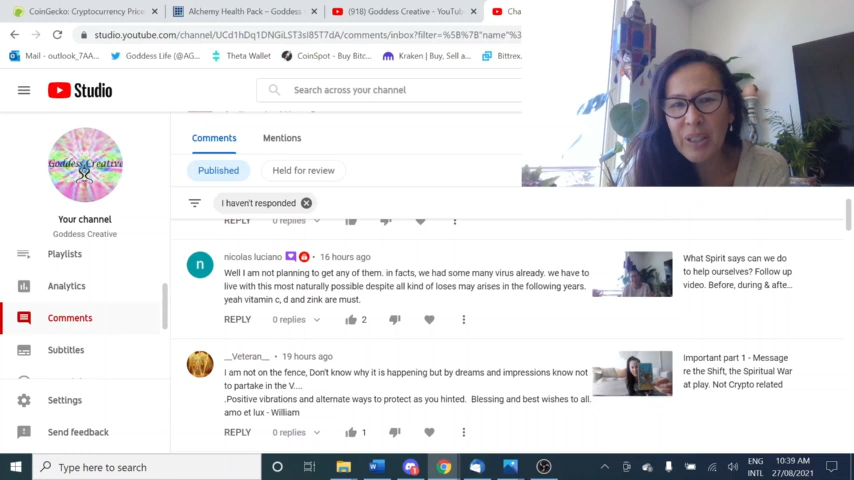 CoinGecko: Cryptocurrency Price
Alchemy Health Pack – Goddess
(918) Goddess Creative - YouTub
Cha
studio.youtube.com/channel/UCd1hDq1DNGiLST3sI85T7dA/comments/inbox?filter=%5B%7B"name"%3
Mail - outlook_7AA...
Goddess Life (@AG...
Theta Wallet
CoinSpot - Buy Bitc...
Kraken | Buy, Sell a...
Bittrex
Studio
Search across your channel
Goddess Creative
Your channel
Goddess Creative
Playlists
Analytics
Comments
Subtitles
Settings
Send feedback
Comments
Mentions
Published
Held for review
I haven't responded
REPLY
0 replies
nicolas luciano
• 16 hours ago
Well I am not planning to get any of them. in facts, we had some many virus already. we have to
live with this most naturally possible despite all kind of loses may arises in the following years.
yeah vitamin c, d and zink are must.
REPLY
0 replies
2
What Spirit says can we do
to help ourselves? Follow up
video. Before, during & afte...
__Veteran__ • 19 hours ago
I am not on the fence, Don't know why it is happening but by dreams and impressions know not
to partake in the V....
.Positive vibrations and alternate ways to protect as you hinted. Blessing and best wishes to all.
amo et lux - William
REPLY
0 replies
1
Important part 1 - Message
re the Shift, the Spiritual War
at play. Not Crypto related
Type here to search
ENG
INTL
10:39 AM
27/08/2021